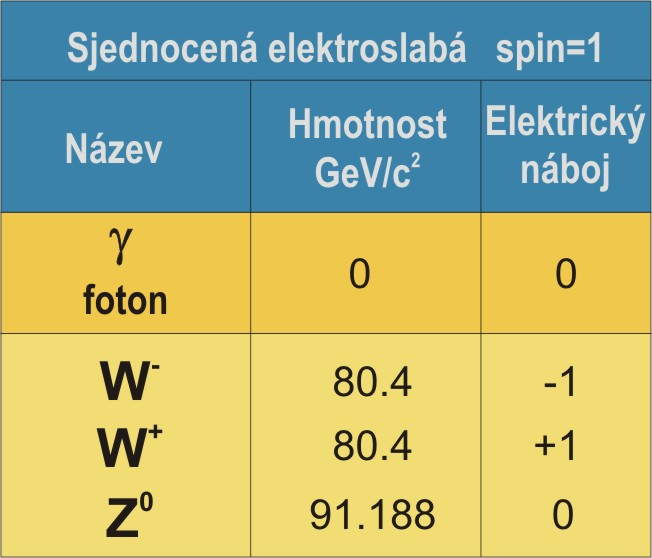 Sjednocená elektroslabá spin=1
Název
Hmotnost
GeV/c²
Elektrický
náboj
γ
foton
0
0
W⁻
80.4
-1
W⁺
80.4
+1
Z⁰
91.188
0